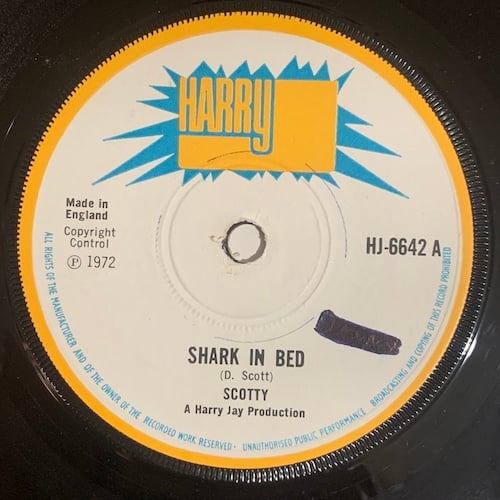 HARRY
Made in
England
Copyright
Control
Ⓟ 1972
HJ-6642 A
SHARK IN BED
(D. Scott)
SCOTTY
A Harry Jay Production
ALL RIGHTS OF THE MANUFACTURER AND OF THE OWNER OF THE RECORDED WORK RESERVED · UNAUTHORISED PUBLIC PERFORMANCE BROADCASTING AND COPYING OF THIS RECORD PROHIBITED